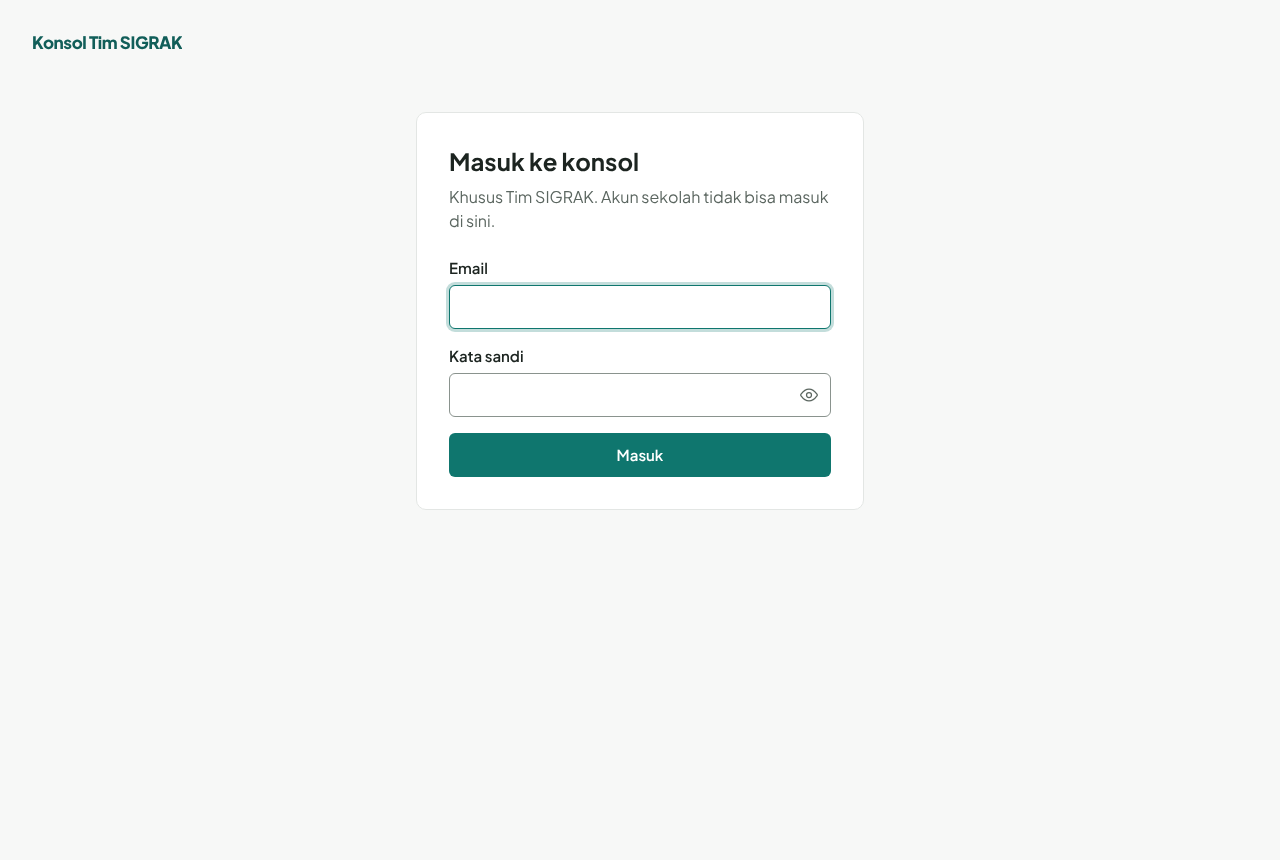 Konsol Tim SIGRAK
Masuk ke konsol
Khusus Tim SIGRAK. Akun sekolah tidak bisa masuk
di sini.
Email
Kata sandi
Masuk